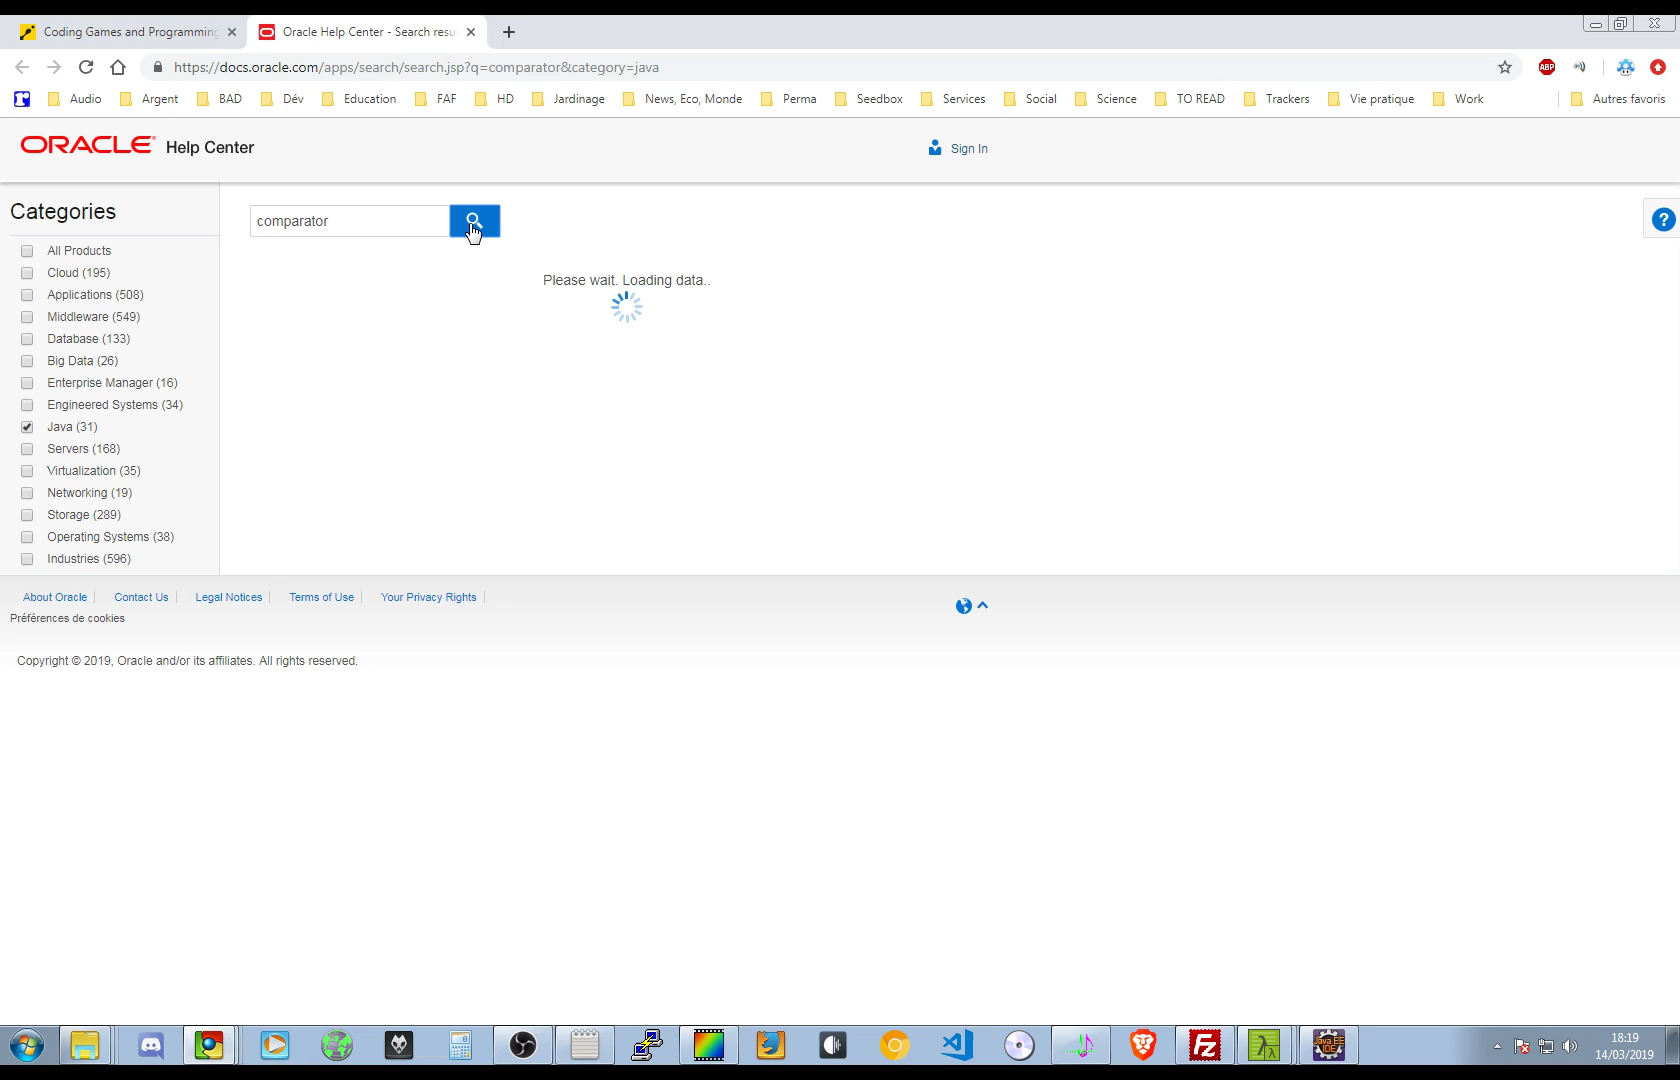 Coding Games and Programming
Oracle Help Center - Search resu
https://docs.oracle.com/apps/search/search.jsp?q=comparator&category=java
ABP
Audio
Argent
BAD
Dév
Education
FAF
HD
Jardinage
News, Eco, Monde
Perma
Seedbox
Services
Social
Science
TO READ
Trackers
Vie pratique
Work
Autres favoris
ORACLE Help Center
Sign In
Categories
comparator
?
All Products
Cloud (195)
Please wait. Loading data..
Applications (508)
Middleware (549)
Database (133)
Big Data (26)
Enterprise Manager (16)
Engineered Systems (34)
Java (31)
Servers (168)
Virtualization (35)
Networking (19)
Storage (289)
Operating Systems (38)
Industries (596)
About Oracle
Contact Us
Legal Notices
Terms of Use
Your Privacy Rights
Préférences de cookies
Copyright © 2019, Oracle and/or its affiliates. All rights reserved.
Fz
λλ
Java EE
IDE
18:19
14/03/2019